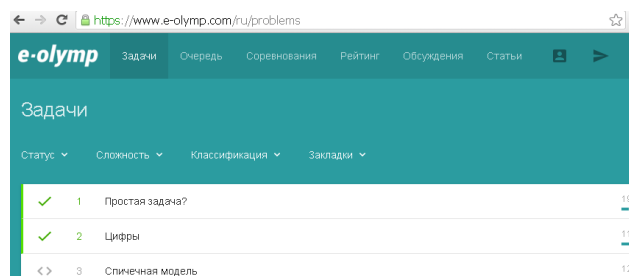 https://www.e-olymp.com/ru/problems
e-olymp Задачи Очередь Соревнования Рейтинг Обсуждения Статьи
Задачи
Статус Сложность Классификация Закладки
1 Простая задача?
2 Цифры
3 Спичечная модель